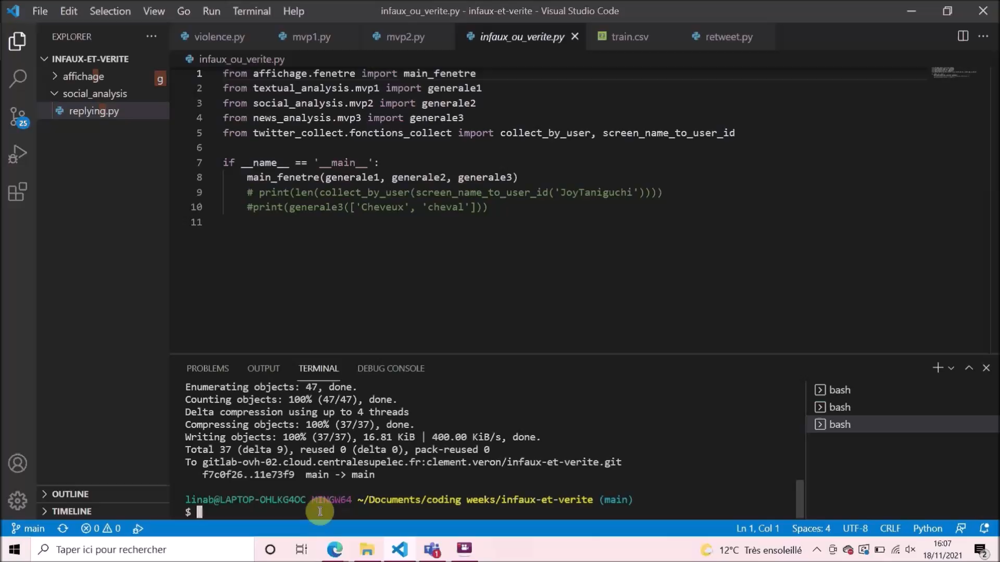 File Edit Selection View Go Run Terminal Help
infaux_ou_verite.py - infaux-et-verite - Visual Studio Code
EXPLORER
INFAUX-ET-VERITE
affichage
g
social_analysis
replying.py
25
OUTLINE
TIMELINE
violence.py mvp1.py mvp2.py infaux_ou_verite.py train.csv retweet.py
infaux_ou_verite.py
1 from affichage.fenetre import main_fenetre
2 from textual_analysis.mvp1 import generale1
3 from social_analysis.mvp2 import generale2
4 from news_analysis.mvp3 import generale3
5 from twitter_collect.fonctions_collect import collect_by_user, screen_name_to_user_id
6
7 if __name__ == '__main__':
8 main_fenetre(generale1, generale2, generale3)
9 # print(len(collect_by_user(screen_name_to_user_id('JoyTaniguchi'))))
10 #print(generale3(['Cheveux', 'cheval']))
11
PROBLEMS OUTPUT TERMINAL DEBUG CONSOLE
Enumerating objects: 47, done.
Counting objects: 100% (47/47), done.
Delta compression using up to 4 threads
Compressing objects: 100% (37/37), done.
Writing objects: 100% (37/37), 16.81 KiB | 400.00 KiB/s, done.
Total 37 (delta 9), reused 0 (delta 0), pack-reused 0
To gitlab-ovh-02.cloud.centralesupelec.fr:clement.veron/infaux-et-verite.git
f7c0f26..11e73f9 main -> main
linab@LAPTOP-OHLKG4OC MINGW64 ~/Documents/coding weeks/infaux-et-verite (main)
$
bash
bash
bash
main 0 0
Ln 1, Col 1 Spaces: 4 UTF-8 CRLF Python
Taper ici pour rechercher
1
12°C Très ensoleillé
16:07
18/11/2021
2